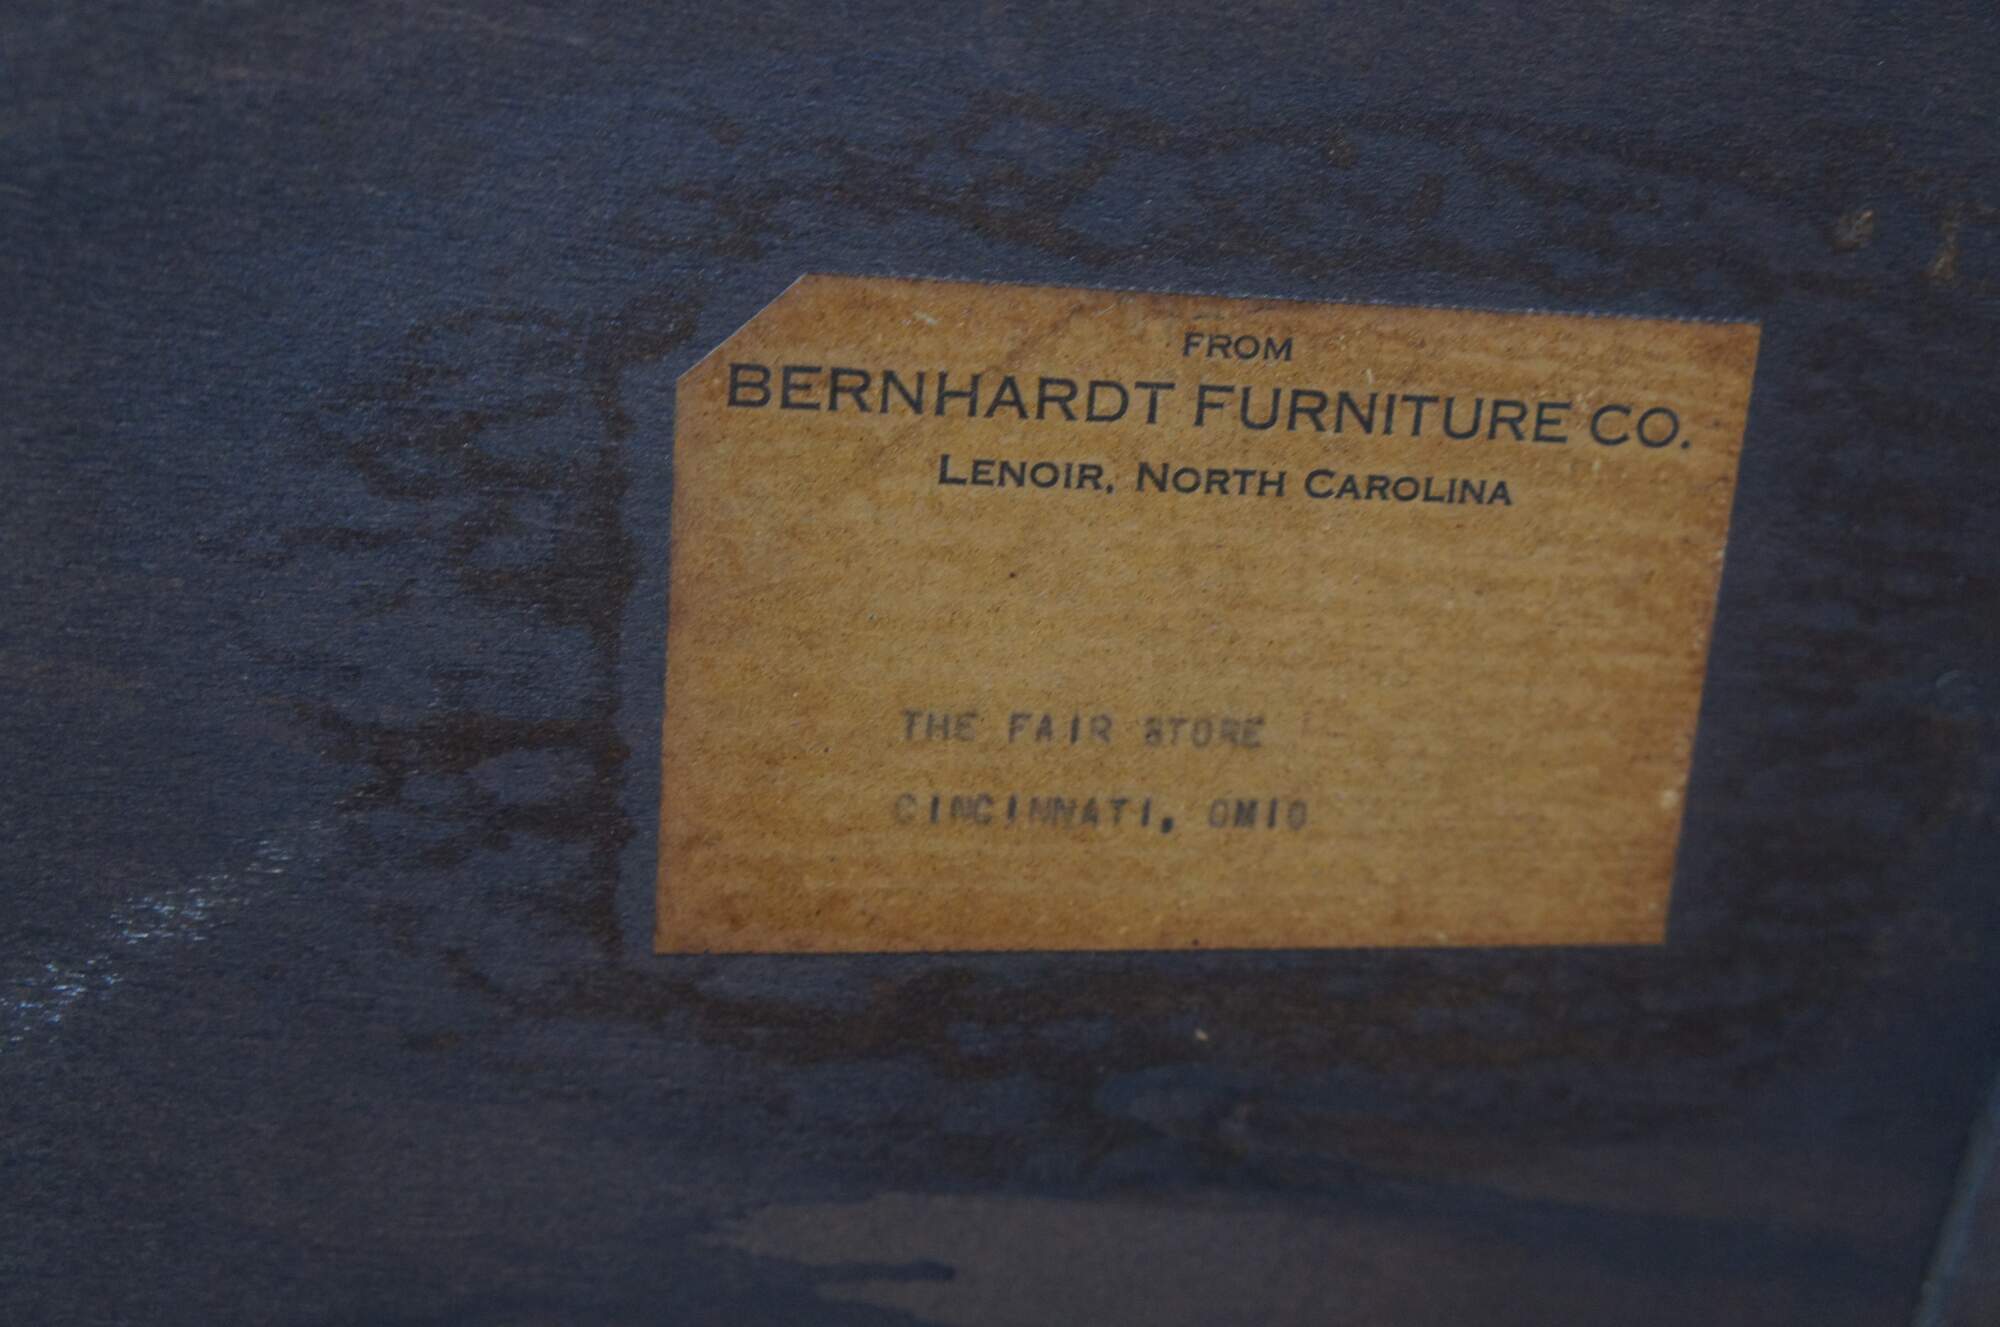 FROM
BERNHARDT FURNITURE CO.
LENOIR, NORTH CAROLINA
THE FAIR STORE
CINCINNATI, OHIO